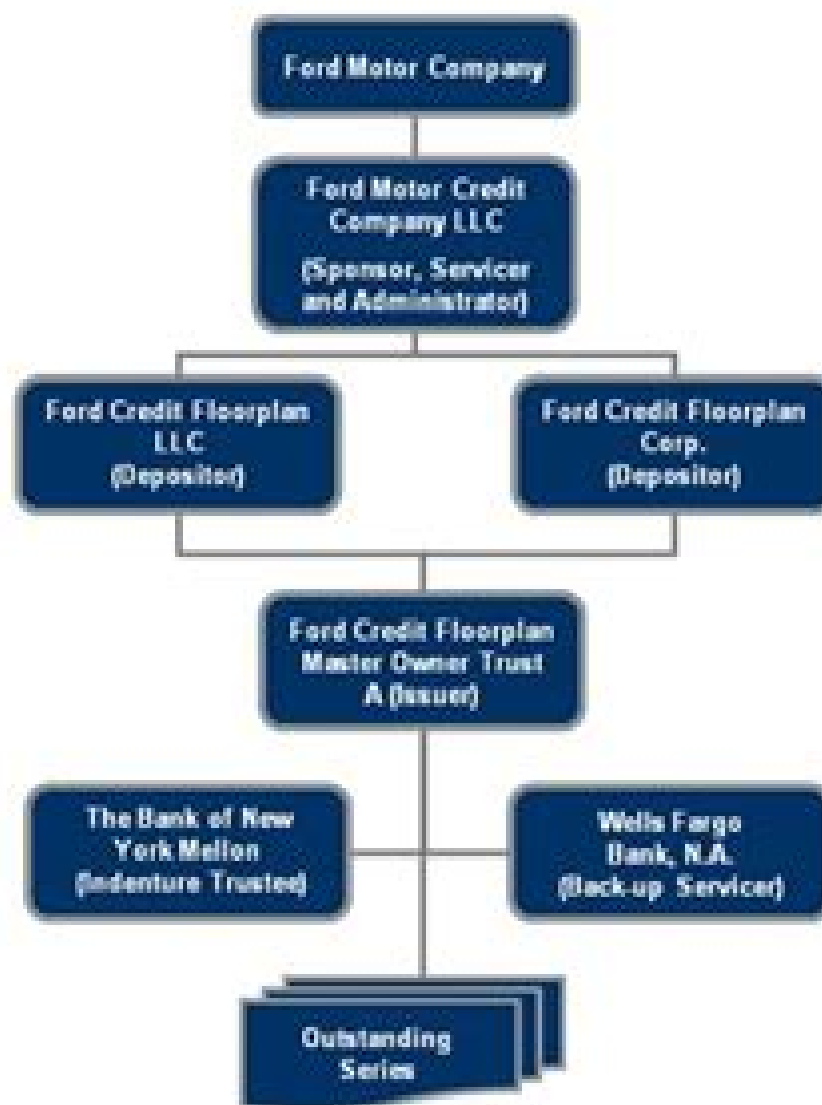 Ford Motor Company
Ford Motor Credit
Company LLC
(Sponsor, Servicer
and Administrator)
Ford Credit Floorplan
LLC
(Depositor)
Ford Credit Floorplan
Corp.
(Depositor)
Ford Credit Floorplan
Master Owner Trust
A (Issuer)
The Bank of New
York Mellon
(Indenture Trustee)
Wells Fargo
Bank, N.A.
(Back-up Servicer)
Outstanding
Series